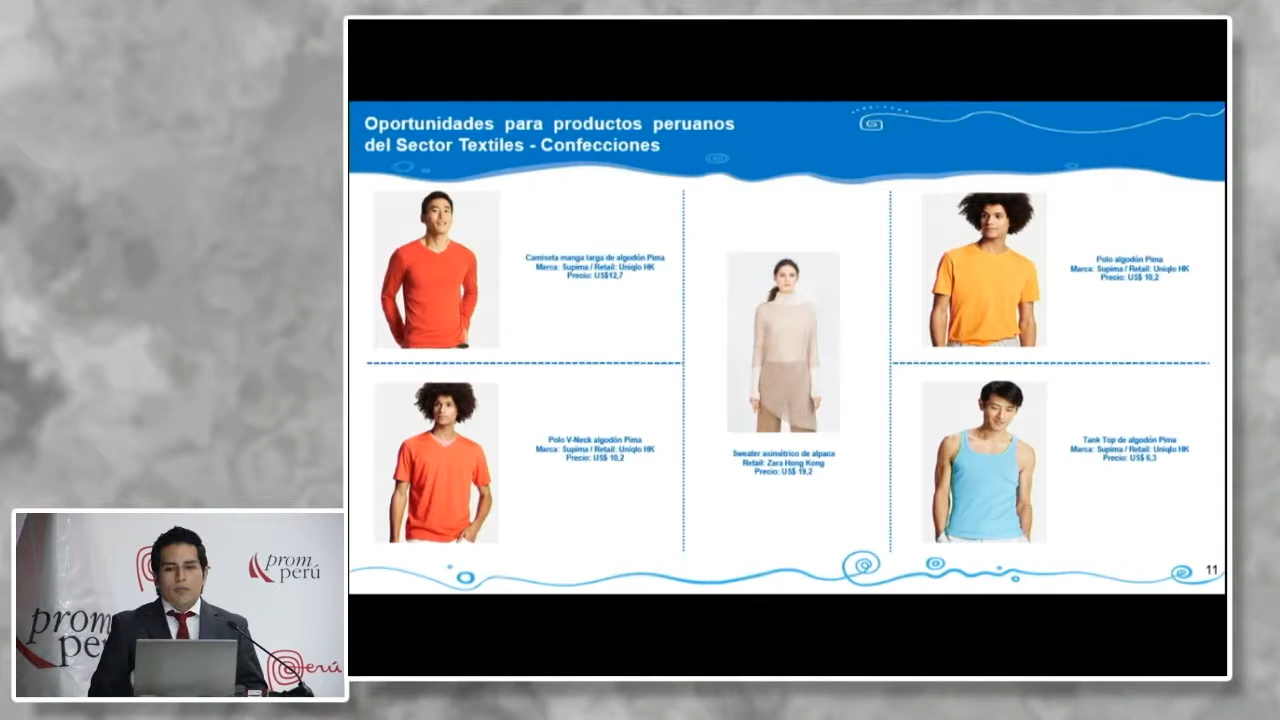 Oportunidades para productos peruanos
del Sector Textiles - Confecciones
Camiseta manga larga de algodón Pima
Marca: Supima / Retail: Uniqlo HK
Precio: US$12,7
Polo V-Neck algodón Pima
Marca: Supima / Retail: Uniqlo HK
Precio: US$ 10,2
Sweater asimétrico de alpaca
Retail: Zara Hong Kong
Precio: US$ 19,2
Polo algodón Pima
Marca: Supima / Retail: Uniqlo HK
Precio: US$ 10,2
Tank Top de algodón Pima
Marca: Supima / Retail: Uniqlo HK
Precio: US$ 6,3
11
prom
perú
prom
pe
Perú